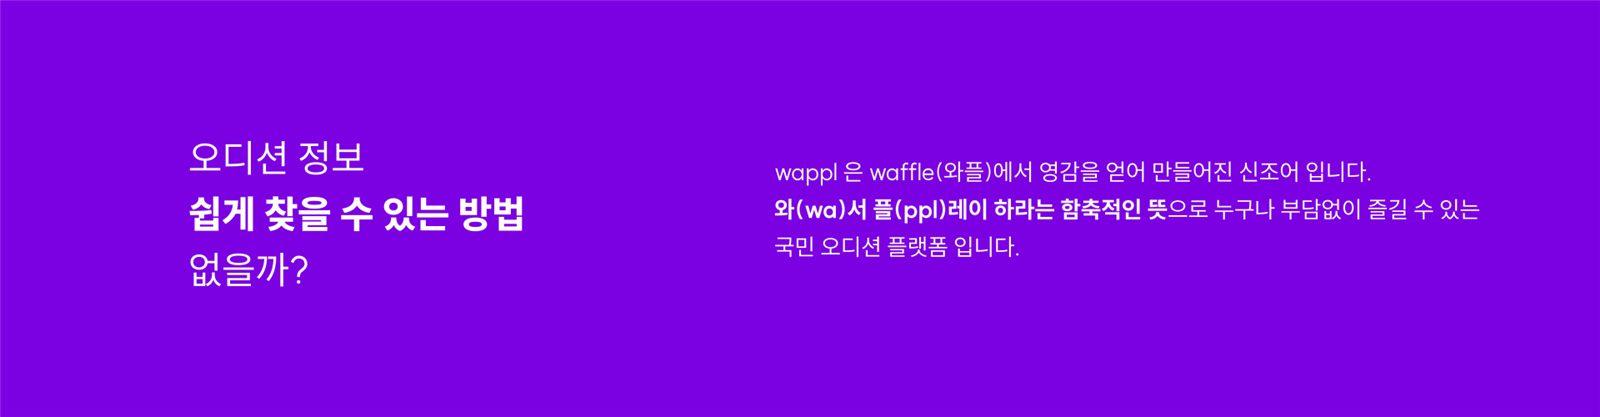 오디션 정보
쉽게 찾을 수 있는 방법
없을까?
wappl 은 waffle(와플)에서 영감을 얻어 만들어진 신조어 입니다.
와(wa)서 플(ppl)레이 하라는 함축적인 뜻으로 누구나 부담없이 즐길 수 있는
국민 오디션 플랫폼 입니다.